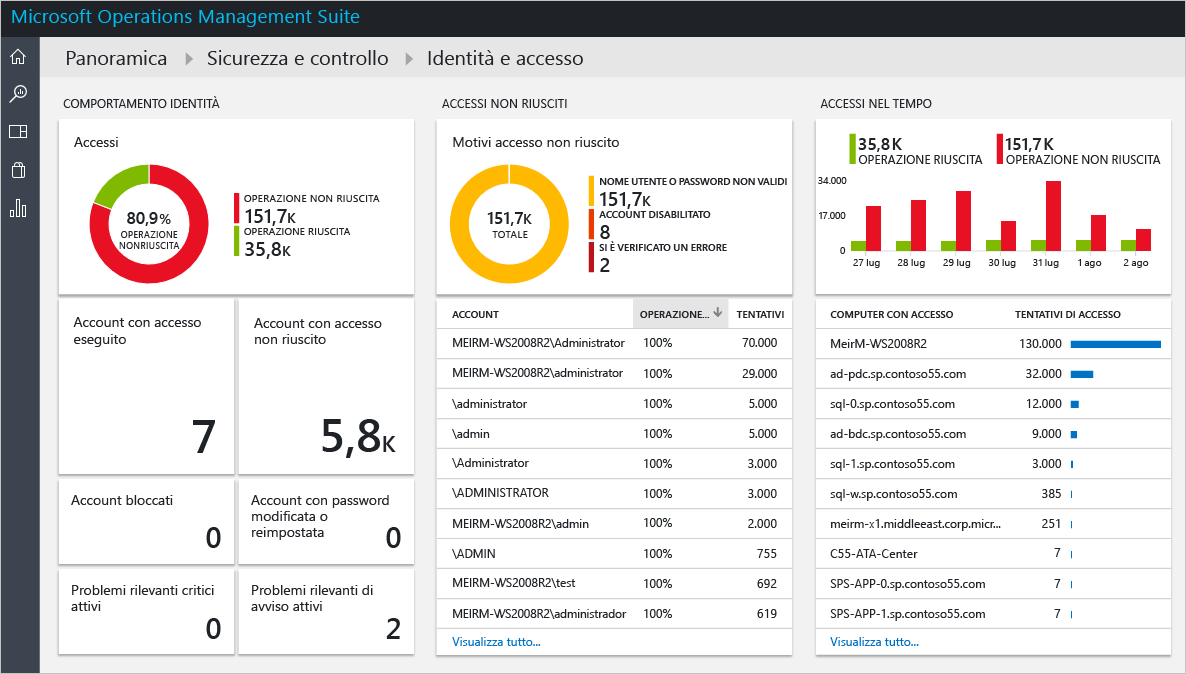 Microsoft Operations Management Suite
Panoramica
Sicurezza e controllo
Identità e accesso
COMPORTAMENTO IDENTITÀ
Accessi
80,9%
OPERAZIONE
NONRIUSCITA
OPERAZIONE NON RIUSCITA
151,7K
OPERAZIONE RIUSCITA
35,8K
Account con accesso
eseguito
7
Account con accesso
non riuscito
5,8K
Account bloccati
0
Account con password
modificata o
reimpostata
0
Problemi rilevanti critici
attivi
0
Problemi rilevanti di
avviso attivi
2
ACCESSI NON RIUSCITI
Motivi accesso non riuscito
151,7K
TOTALE
NOME UTENTE O PASSWORD NON VALIDI
151,7K
ACCOUNT DISABILITATO
8
SI È VERIFICATO UN ERRORE
2
ACCOUNT OPERAZIONE... TENTATIVI
MEIRM-WS2008R2\Administrator 100% 70.000
MEIRM-WS2008R2\administrator 100% 29.000
\administrator 100% 5.000
\admin 100% 5.000
\Administrator 100% 3.000
\ADMINISTRATOR 100% 3.000
MEIRM-WS2008R2\admin 100% 2.000
\ADMIN 100% 755
MEIRM-WS2008R2\test 100% 692
MEIRM-WS2008R2\administrador 100% 619
Visualizza tutto...
ACCESSI NEL TEMPO
35,8K
OPERAZIONE RIUSCITA
151,7K
OPERAZIONE NON RIUSCITA
34.000
17.000
0
27 lug 28 lug 29 lug 30 lug 31 lug 1 ago 2 ago
COMPUTER CON ACCESSO TENTATIVI DI ACCESSO
MeirM-WS2008R2 130.000
ad-pdc.sp.contoso55.com 32.000
sql-0.sp.contoso55.com 12.000
ad-bdc.sp.contoso55.com 9.000
sql-1.sp.contoso55.com 3.000
sql-w.sp.contoso55.com 385
meirm-x1.middleeast.corp.micr... 251
C55-ATA-Center 7
SPS-APP-0.sp.contoso55.com 7
SPS-APP-1.sp.contoso55.com 7
Visualizza tutto...